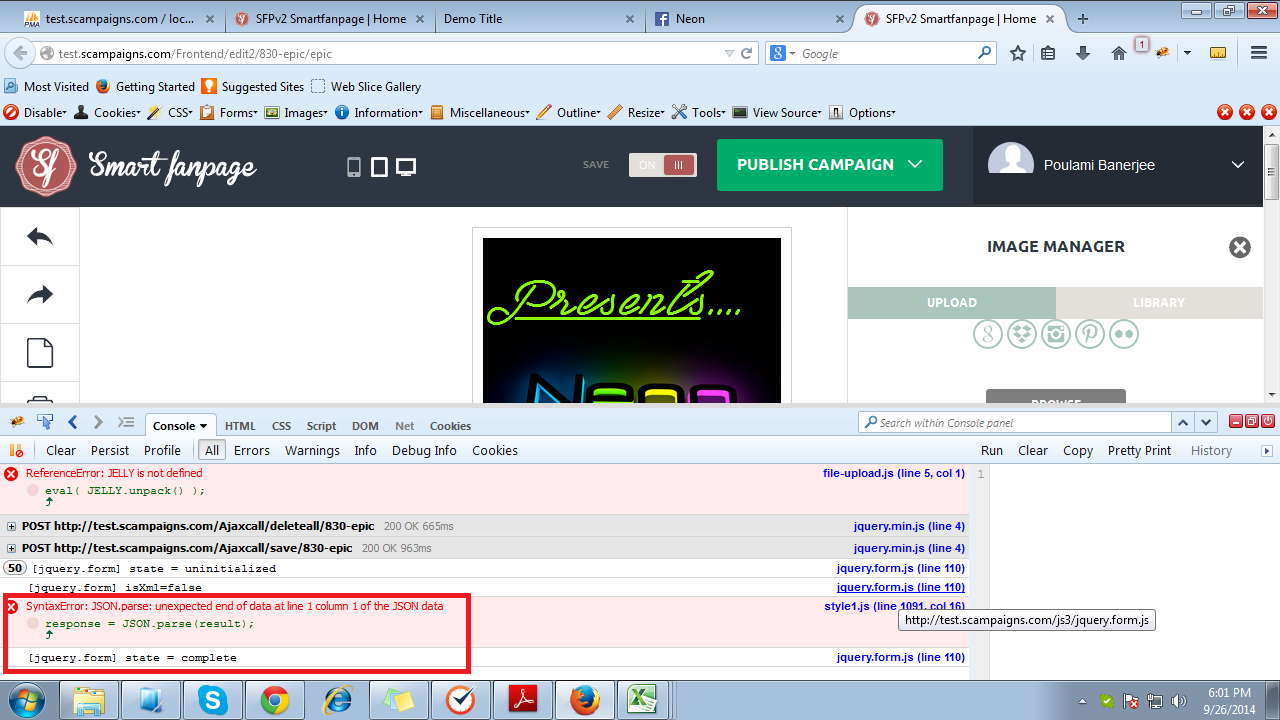 test.scampaigns.com / loc...
SFPv2 Smartfanpage | Home
Demo Title
Neon
SFPv2 Smartfanpage | Home
test.scampaigns.com/Frontend/edit2/830-epic/epic
Google
1
Most Visited
Getting Started
Suggested Sites
Web Slice Gallery
Disable
Cookies
CSS
Forms
Images
Information
Miscellaneous
Outline
Resize
Tools
View Source
Options
Sf
Smart fanpage
SAVE
ON
PUBLISH CAMPAIGN
Poulami Banerjee
IMAGE MANAGER
UPLOAD
LIBRARY
Presents....
Neon
BROWSE
Console
HTML
CSS
Script
DOM
Net
Cookies
Search within Console panel
Clear
Persist
Profile
All
Errors
Warnings
Info
Debug Info
Cookies
Run
Clear
Copy
Pretty Print
History
ReferenceError: JELLY is not defined
file-upload.js (line 5, col 1)
1
eval( JELLY.unpack() );
POST http://test.scampaigns.com/Ajaxcall/deleteall/830-epic 200 OK 665ms
jquery.min.js (line 4)
POST http://test.scampaigns.com/Ajaxcall/save/830-epic 200 OK 963ms
jquery.min.js (line 4)
50 [jquery.form] state = uninitialized
jquery.form.js (line 110)
[jquery.form] isXml=false
jquery.form.js (line 110)
SyntaxError: JSON.parse: unexpected end of data at line 1 column 1 of the JSON data
style1.js (line 1091, col 16)
response = JSON.parse(result);
http://test.scampaigns.com/js3/jquery.form.js
[jquery.form] state = complete
jquery.form.js (line 110)
6:01 PM
9/26/2014